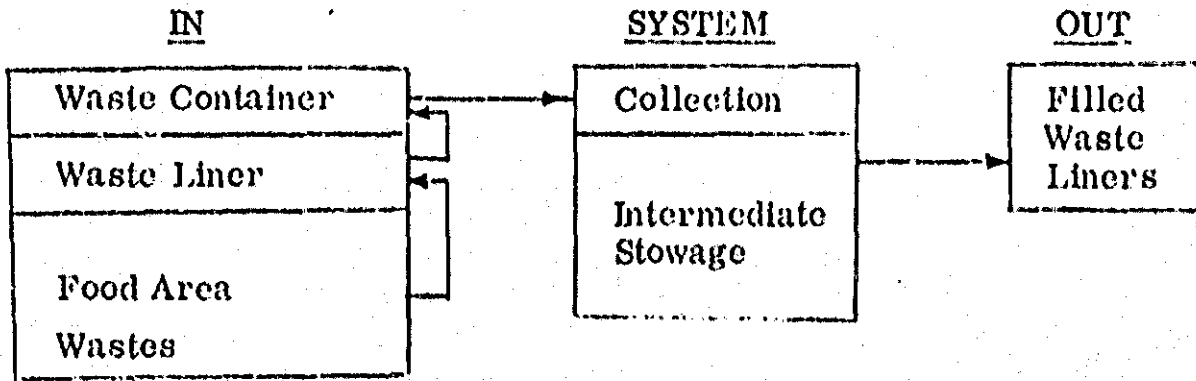 IN
Waste Container
Waste Liner
Food Area
Wastes
SYSTEM
Collection
Intermediate
Stowage
OUT
Filled
Waste
Liners